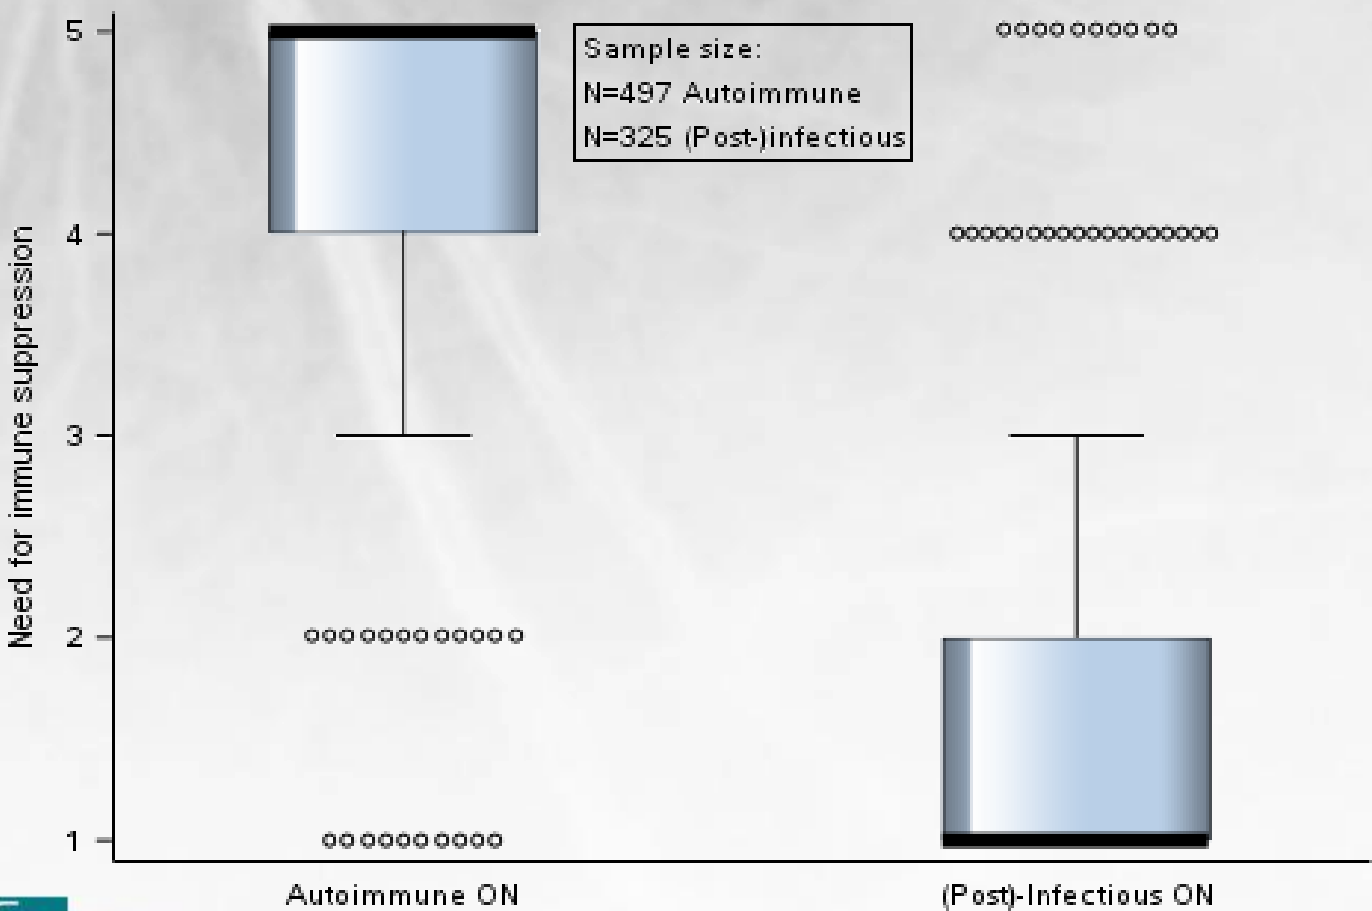 Need for immune suppression
5
4
3
2
1
Sample size:
N=497 Autoimmune
N=325 (Post-)infectious
Autoimmune ON
(Post)-Infectious ON